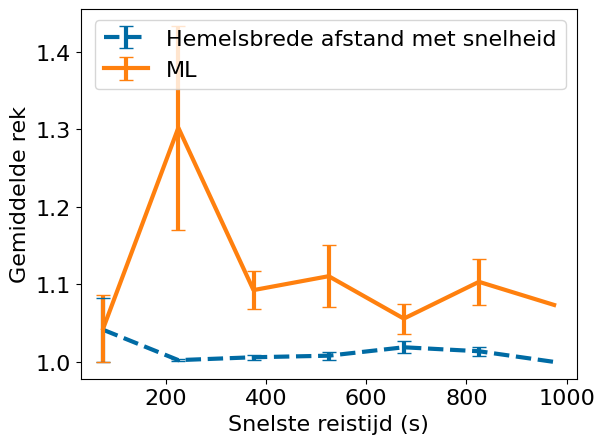 Hemelsbrede afstand met snelheid
ML
Gemiddelde rek
1.4
1.3
1.2
1.1
1.0
200 400 600 800 1000
Snelste reistijd (s)